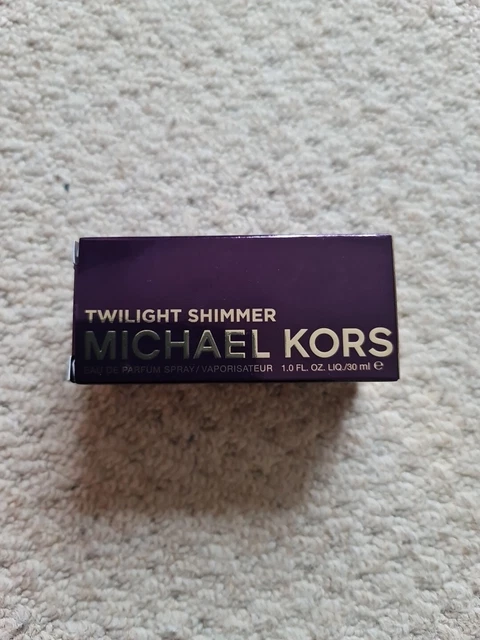 TWILIGHT SHIMMER
MICHAEL KORS
EAU DE PARFUM SPRAY/VAPORISATEUR 1.0 FL. OZ. LIQ./30 ml ℮